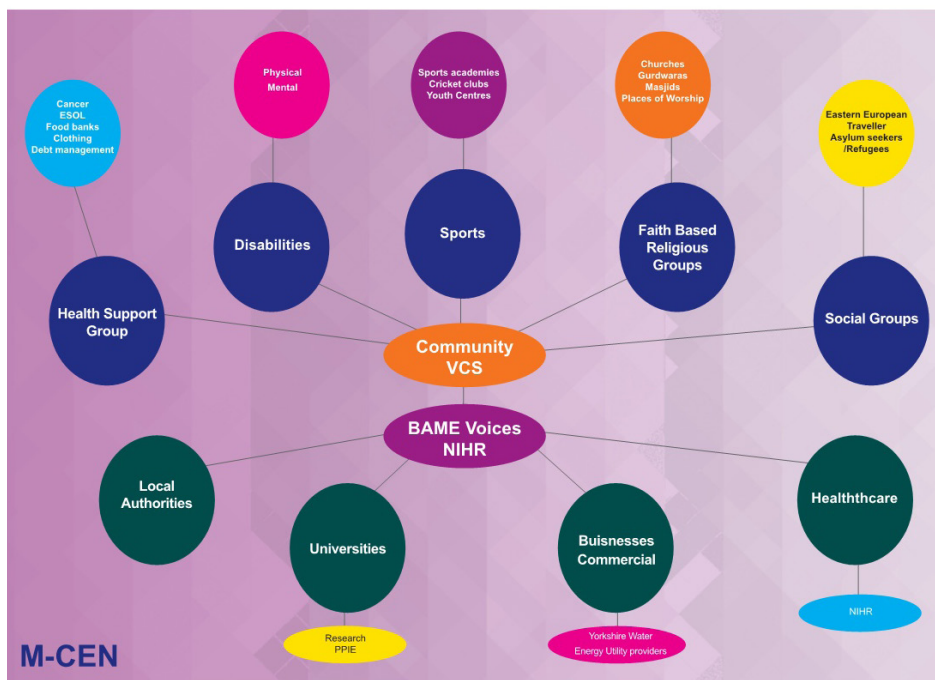 Cancer
ESOL
Food banks
Clothing
Debt management
Physical
Mental
Sports academies
Cricket clubs
Youth Centres
Churches
Gurdwaras
Masjids
Places of Worship
Eastern European
Traveller
Asylum seekers
/Refugees
Health Support
Group
Disabilities
Sports
Faith Based
Religious
Groups
Social Groups
Community
VCS
BAME Voices
NIHR
Local
Authorities
Universities
Buisnesses
Commercial
Healththcare
Research
PPIE
Yorkshire Water
Energy Utility providers
NIHR
M-CEN